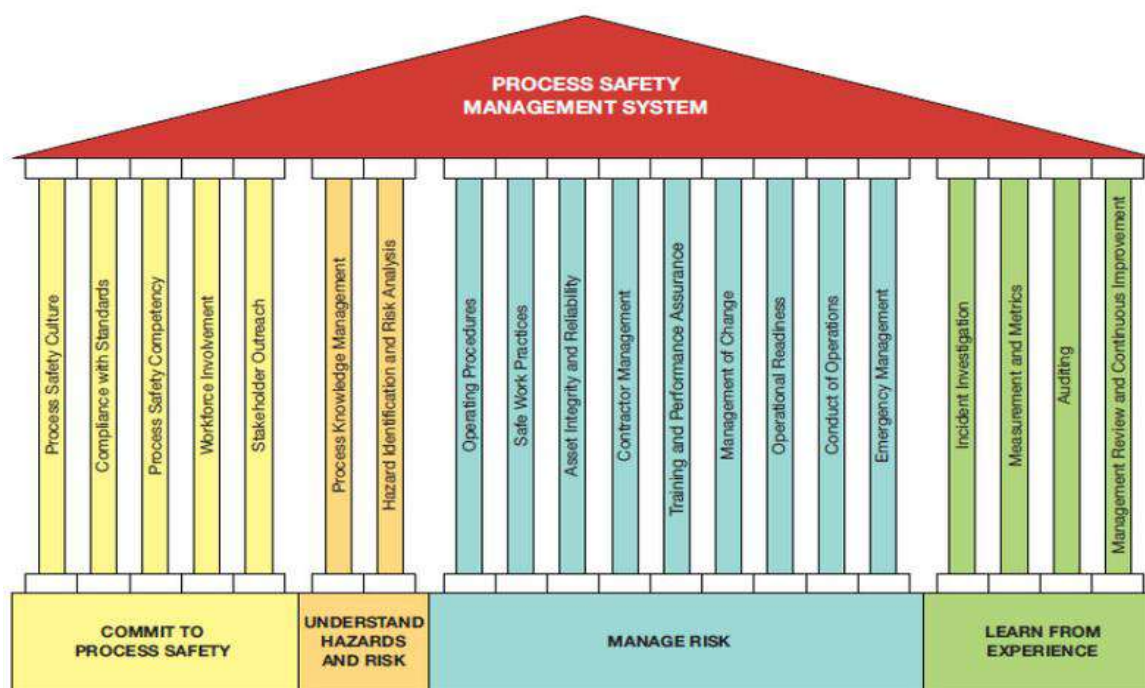 PROCESS SAFETY
MANAGEMENT SYSTEM
Process Safety Culture
Compliance with Standards
Process Safety Competency
Workforce Involvement
Stakeholder Outreach
Process Knowledge Management
Hazard Identification and Risk Analysis
Operating Procedures
Safe Work Practices
Asset Integrity and Reliability
Contractor Management
Training and Performance Assurance
Management of Change
Operational Readiness
Conduct of Operations
Emergency Management
Incident Investigation
Measurement and Metrics
Auditing
Management Review and Continuous Improvement
COMMIT TO
PROCESS SAFETY
UNDERSTAND
HAZARDS
AND RISK
MANAGE RISK
LEARN FROM
EXPERIENCE